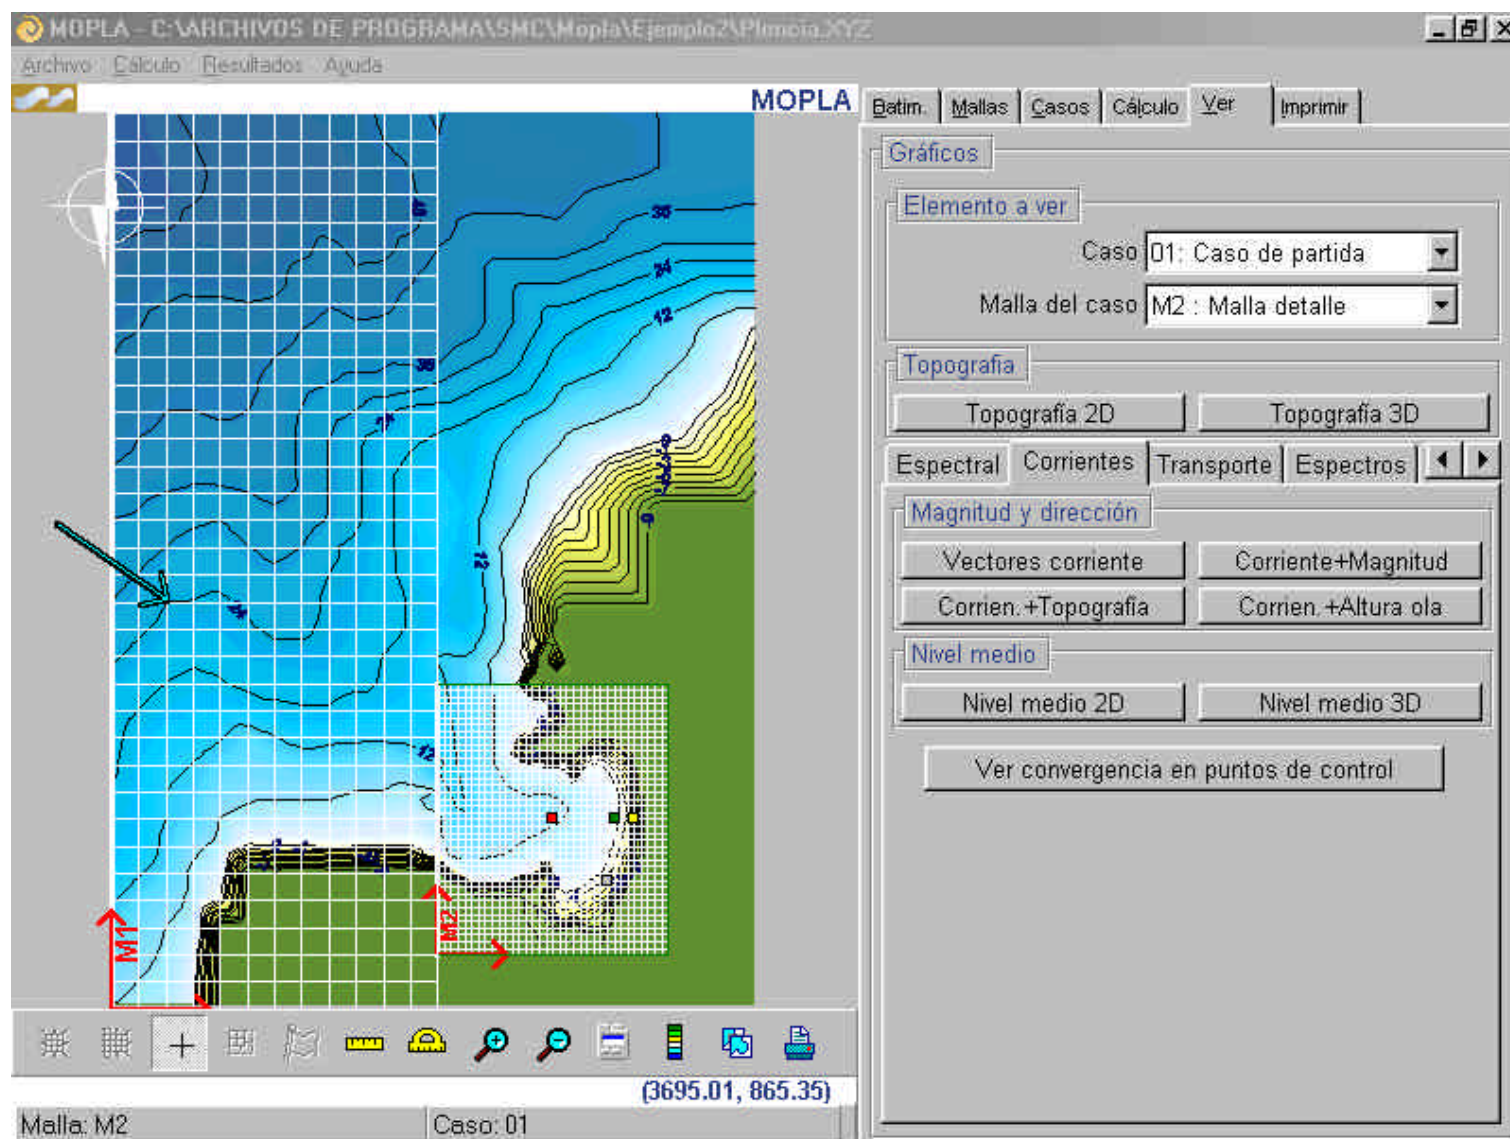 MOPLA - C:\ARCHIVOS DE PROGRAMA\SMC\Mopla\Ejemplo2\Plencia.XYZ
Archivo Cálculo Resultados Ayuda
MOPLA
Batim. Mallas Casos Cálculo Ver Imprimir
Gráficos
Elemento a ver
Caso 01: Caso de partida
Malla del caso M2 : Malla detalle
Topografía
Topografía 2D Topografía 3D
Espectral Corrientes Transporte Espectros
Magnitud y dirección
Vectores corriente Corriente+Magnitud
Corrien.+Topografía Corrien.+Altura ola
Nivel medio
Nivel medio 2D Nivel medio 3D
Ver convergencia en puntos de control
36
24
12
36
12
24
12
M1
M2
(3695.01, 865.35)
Malla: M2 Caso: 01